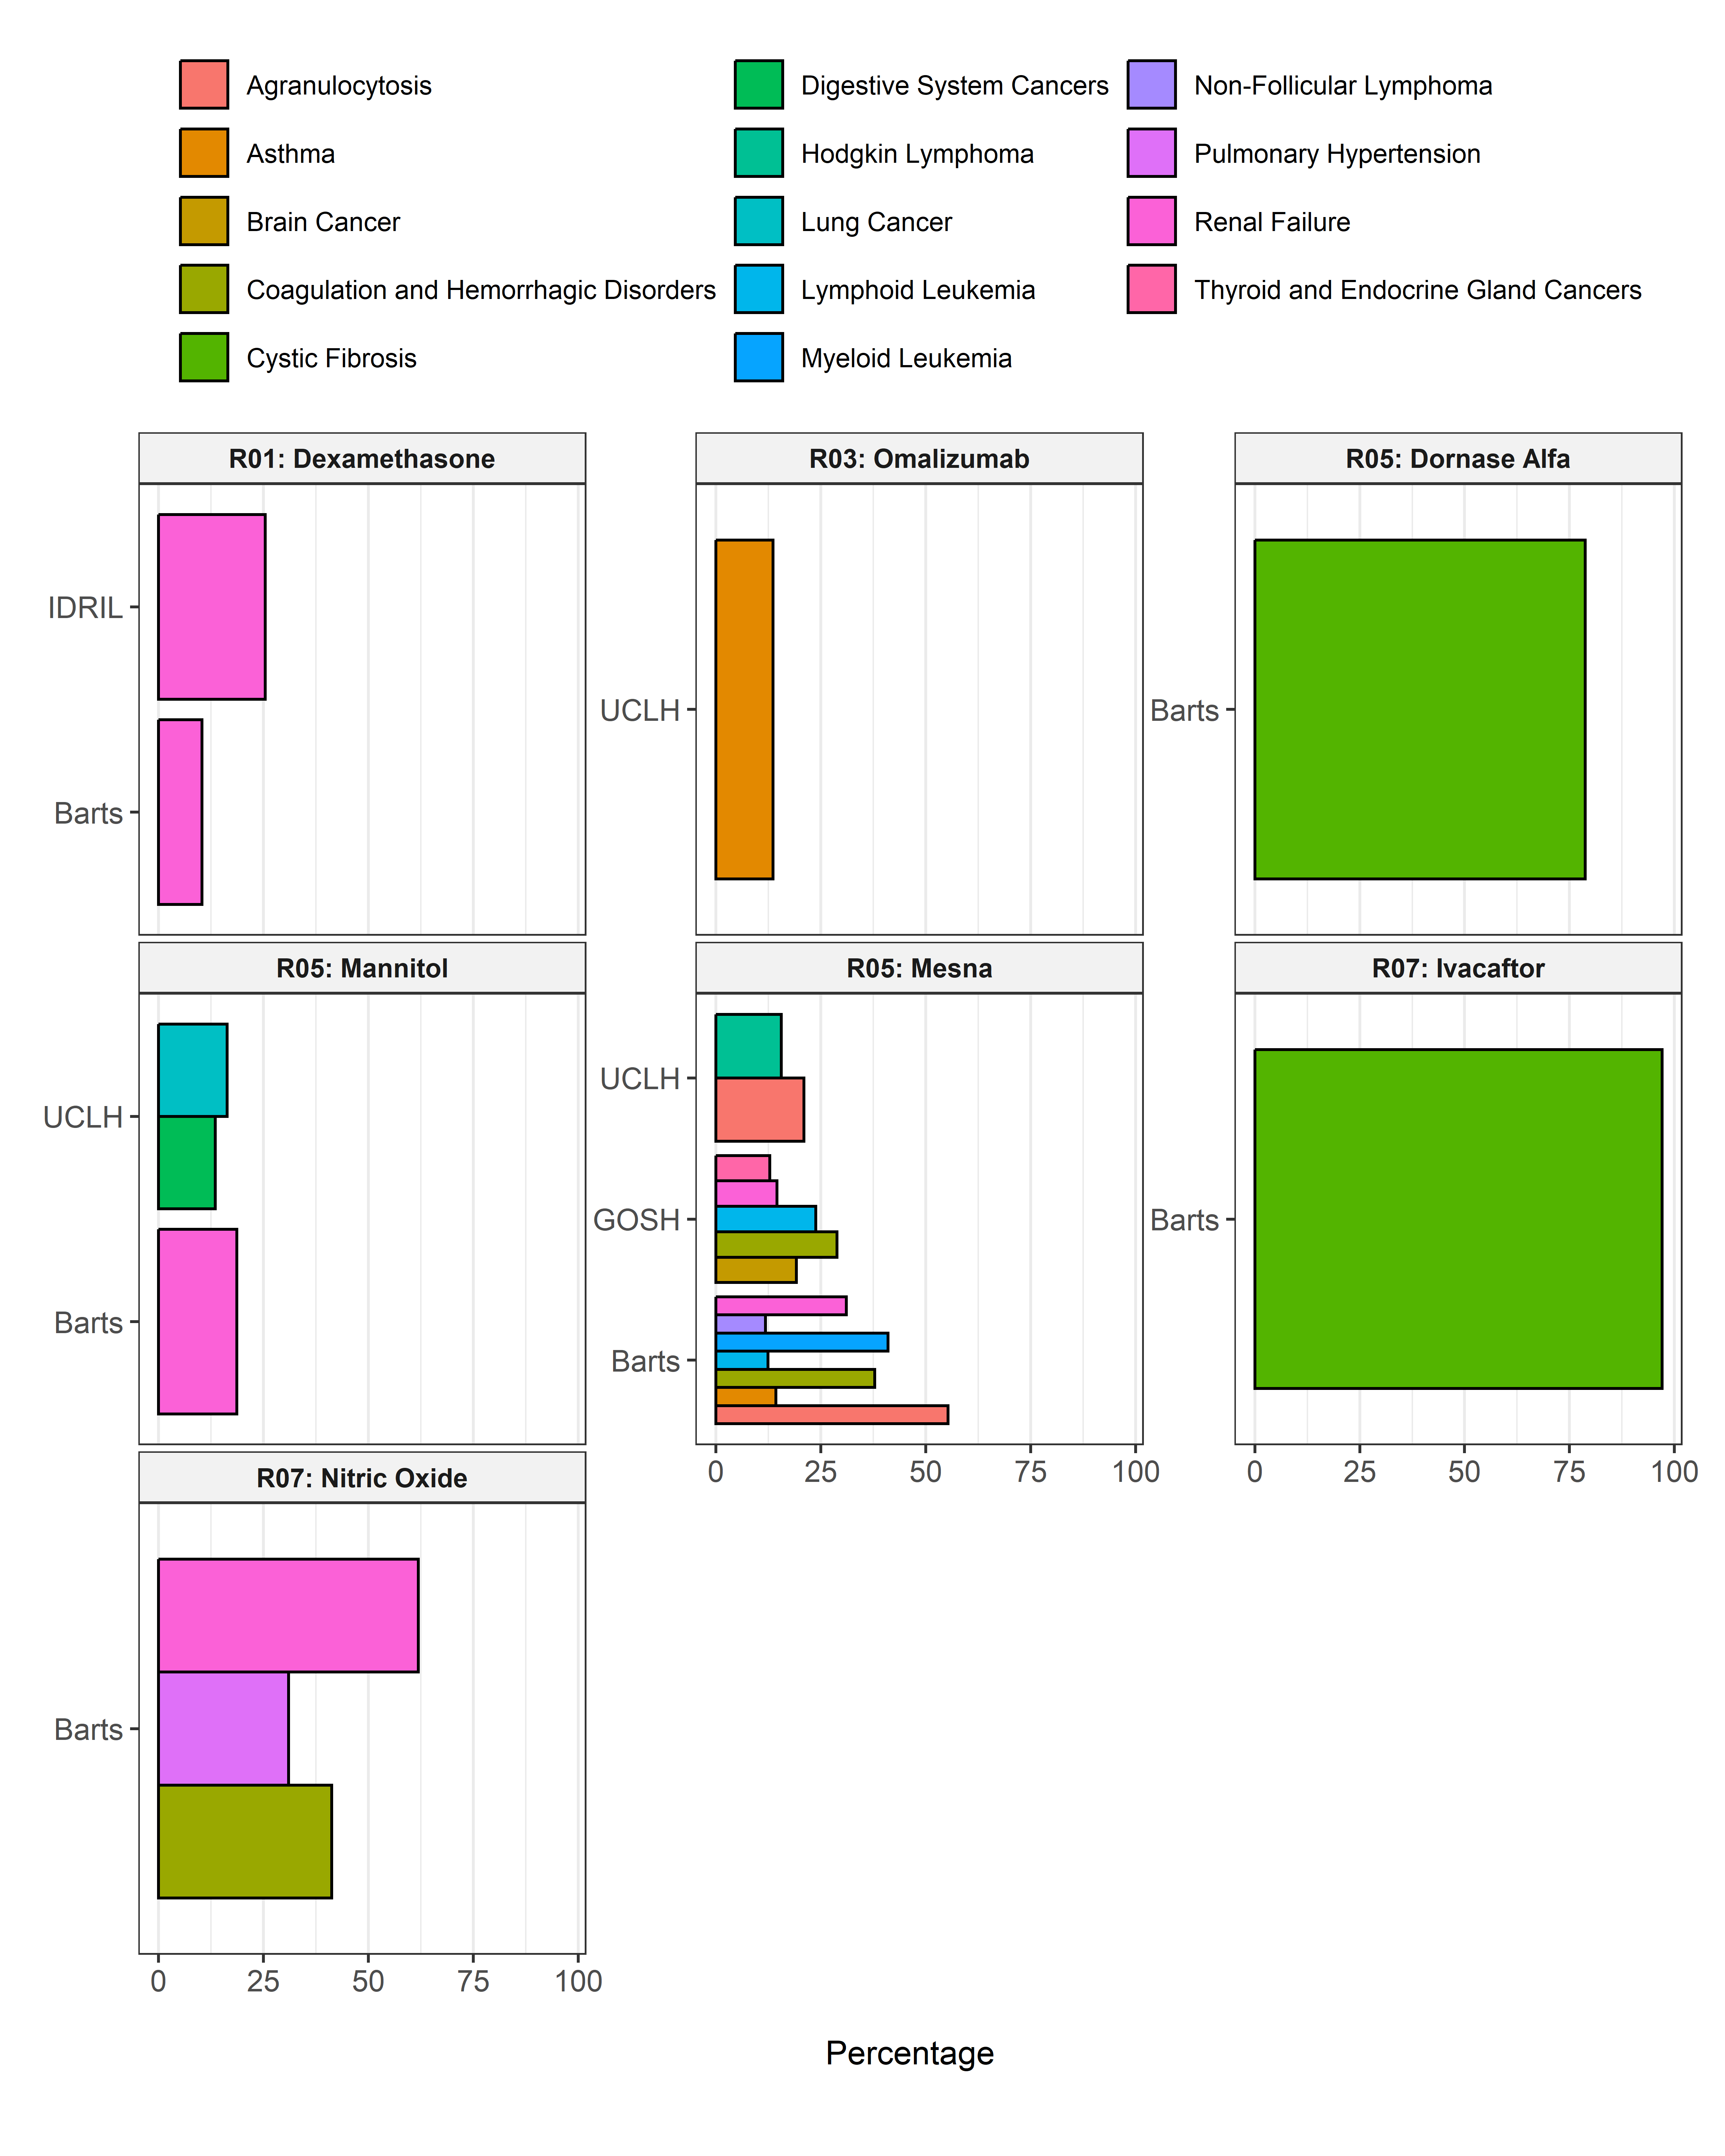 Agranulocytosis
Asthma
Brain Cancer
Coagulation and Hemorrhagic Disorders
Cystic Fibrosis
Digestive System Cancers
Hodgkin Lymphoma
Lung Cancer
Lymphoid Leukemia
Myeloid Leukemia
Non-Follicular Lymphoma
Pulmonary Hypertension
Renal Failure
Thyroid and Endocrine Gland Cancers
R01: Dexamethasone
IDRIL
Barts
R03: Omalizumab
UCLH
R05: Dornase Alfa
Barts
R05: Mannitol
UCLH
Barts
R05: Mesna
UCLH
GOSH
Barts
0 25 50 75 100
R07: Ivacaftor
Barts
0 25 50 75 100
R07: Nitric Oxide
Barts
0 25 50 75 100
Percentage